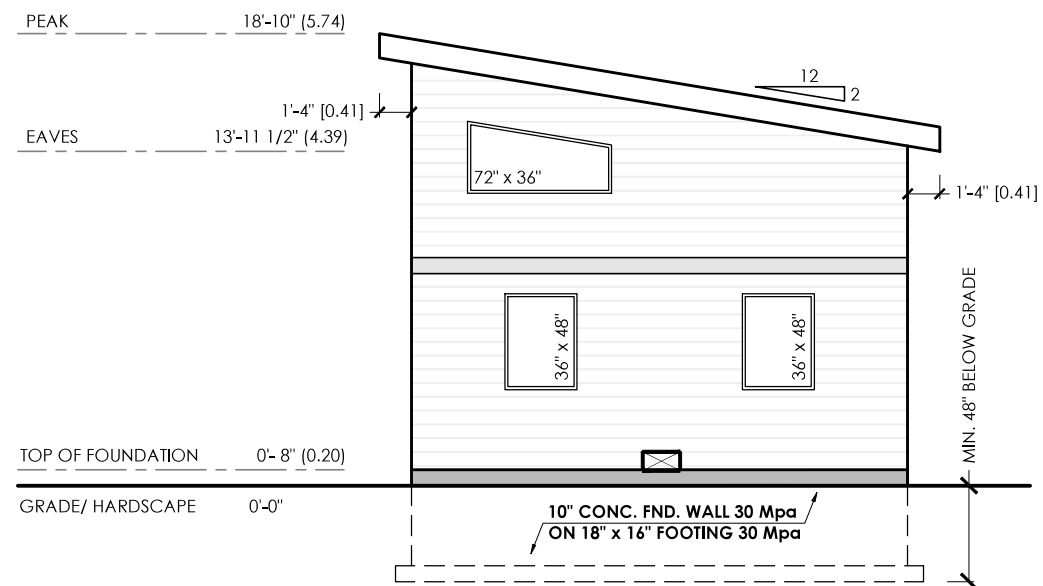 PEAK 18'-10" (5.74)
12
2
1'-4" [0.41]
EAVES 13'-11 1/2" (4.39)
72" x 36"
1'-4" [0.41]
MIN. 48" BELOW GRADE
36" x 48"
36" x 48"
TOP OF FOUNDATION 0'- 8" (0.20)
GRADE/ HARDSCAPE 0'-0"
10" CONC. FND. WALL 30 Mpa
ON 18" x 16" FOOTING 30 Mpa